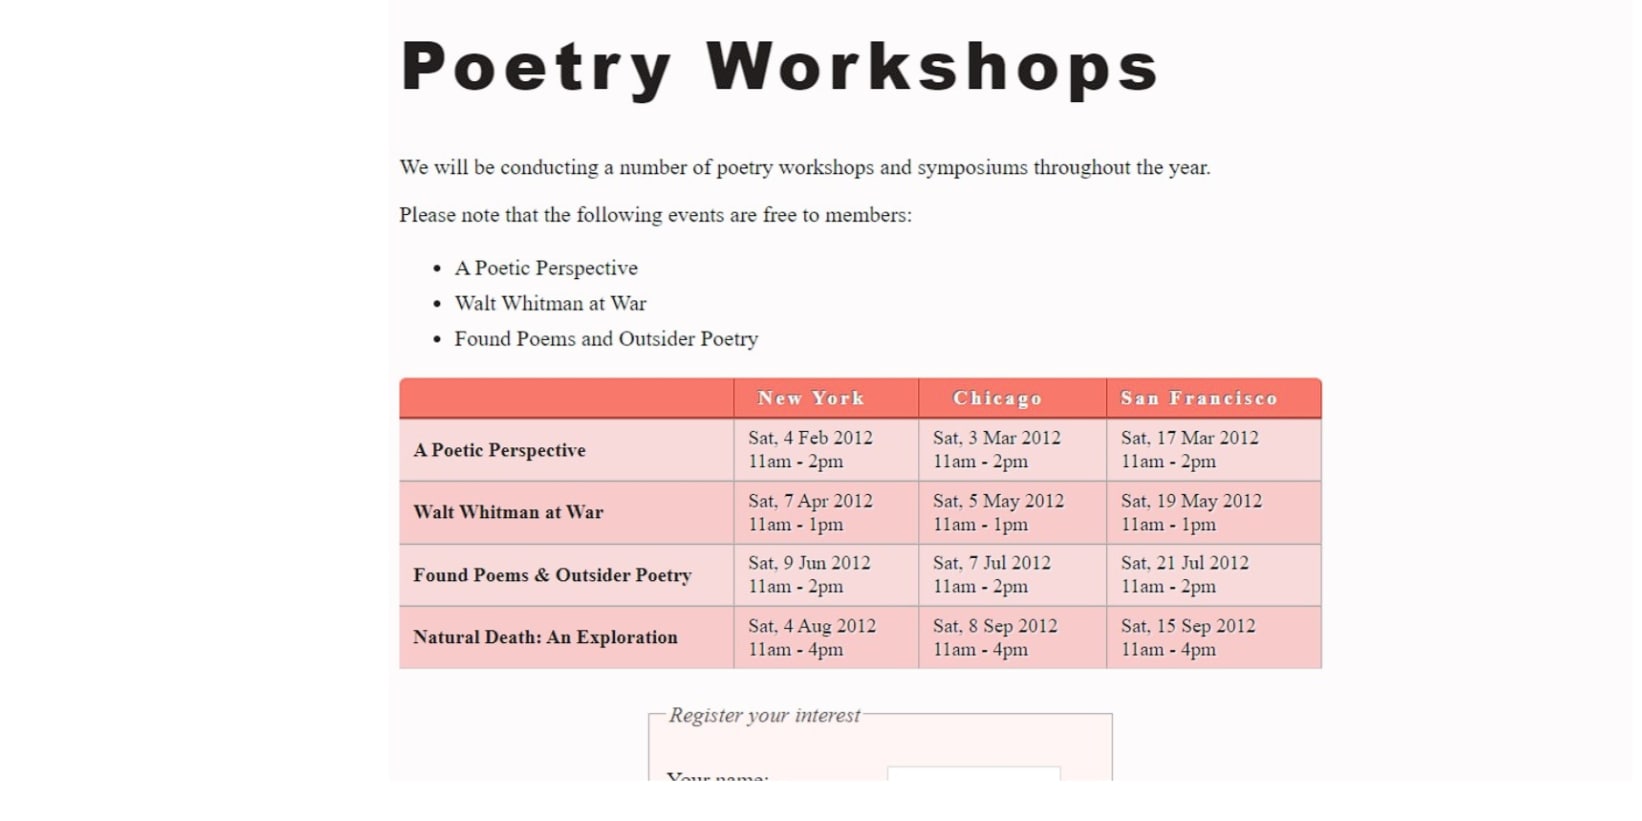 Poetry Workshops
We will be conducting a number of poetry workshops and symposiums throughout the year.
Please note that the following events are free to members:
• A Poetic Perspective
• Walt Whitman at War
• Found Poems and Outsider Poetry
New York Chicago San Francisco
A Poetic Perspective
Sat, 4 Feb 2012
11am - 2pm
Sat, 3 Mar 2012
11am - 2pm
Sat, 17 Mar 2012
11am - 2pm
Walt Whitman at War
Sat, 7 Apr 2012
11am - 1pm
Sat, 5 May 2012
11am - 1pm
Sat, 19 May 2012
11am - 1pm
Found Poems & Outsider Poetry
Sat, 9 Jun 2012
11am - 2pm
Sat, 7 Jul 2012
11am - 2pm
Sat, 21 Jul 2012
11am - 2pm
Natural Death: An Exploration
Sat, 4 Aug 2012
11am - 4pm
Sat, 8 Sep 2012
11am - 4pm
Sat, 15 Sep 2012
11am - 4pm
Register your interest
Your name: